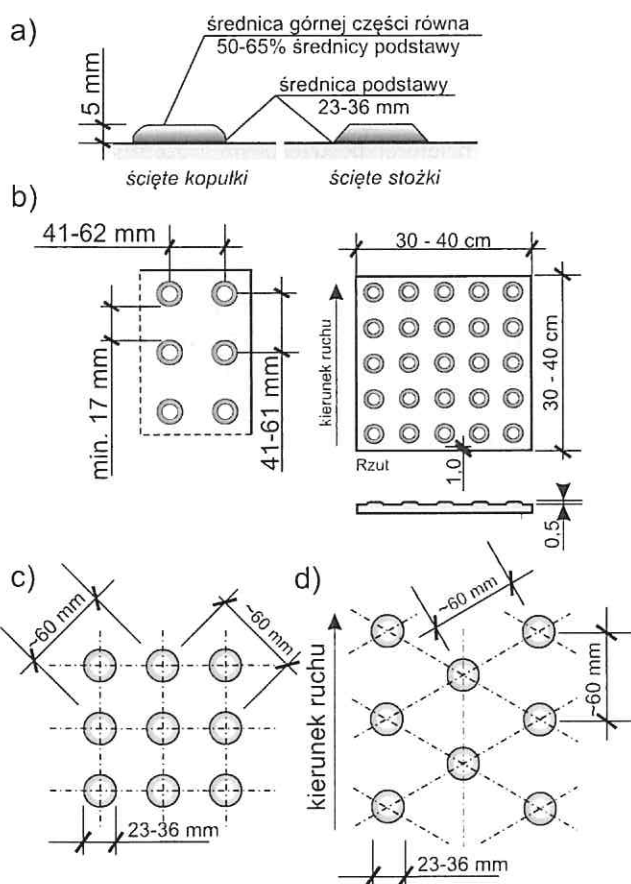 a)
średnica górnej części równa
50-65% średnicy podstawy
5 mm
średnica podstawy
23-36 mm
ścięte kopułki
ścięte stożki
b)
41-62 mm
min. 17 mm
41-61 mm
30 - 40 cm
kierunek ruchu
30 - 40 cm
Rzut
1,0
0,5
c)
~60 mm
~60 mm
23-36 mm
d)
~60 mm
kierunek ruchu
~60 mm
23-36 mm